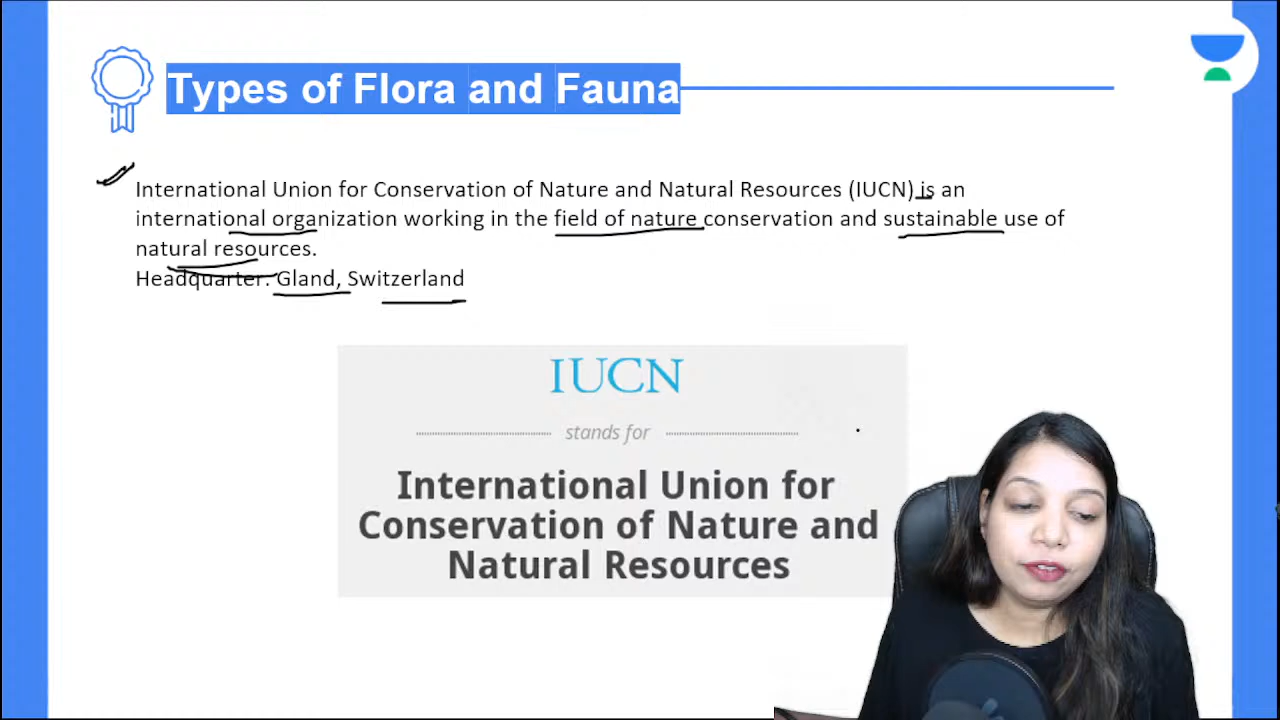 Types of Flora and Fauna
International Union for Conservation of Nature and Natural Resources (IUCN) is an
international organization working in the field of nature conservation and sustainable use of
natural resources.
Headquarter: Gland, Switzerland
IUCN
stands for
International Union for
Conservation of Nature and
Natural Resources